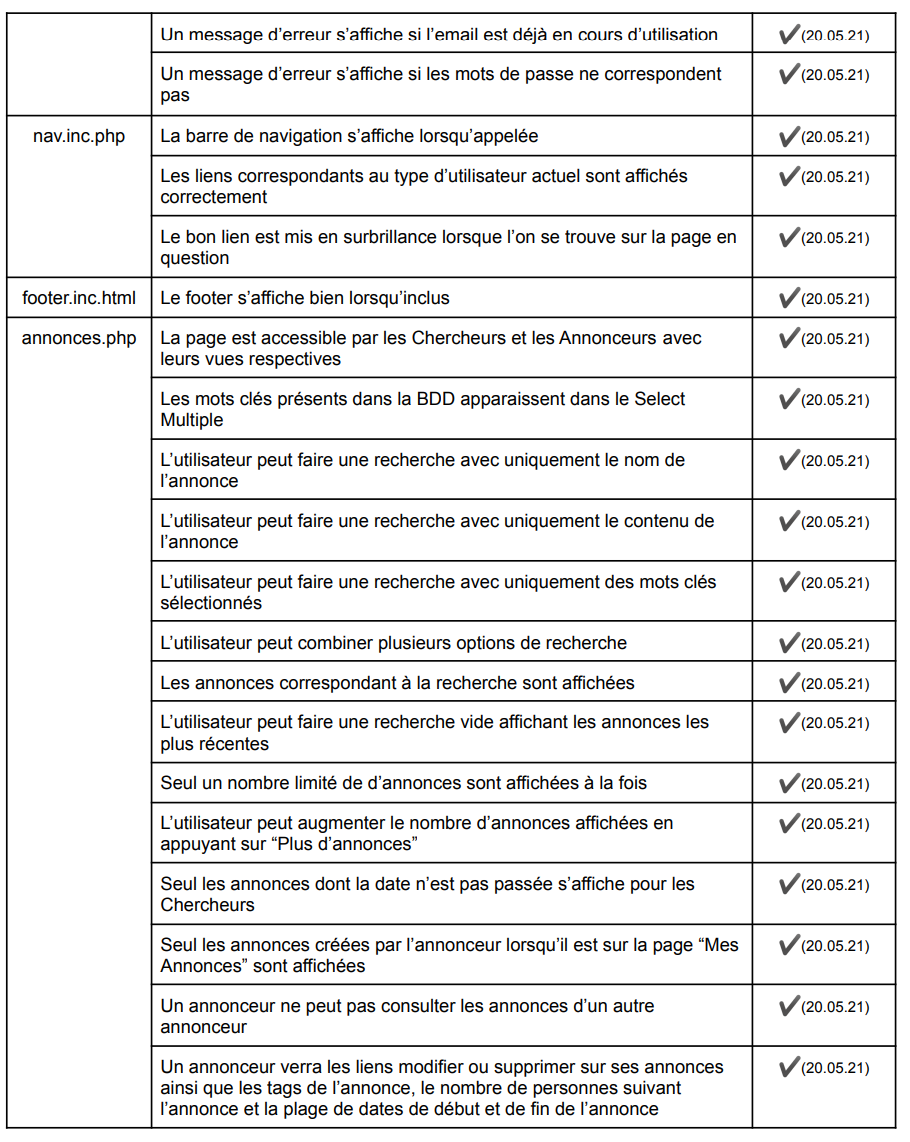 Un message d’erreur s’affiche si l’email est déjà en cours d’utilisation ✔(20.05.21)
Un message d’erreur s’affiche si les mots de passe ne correspondent ✔(20.05.21)
pas
nav.inc.php La barre de navigation s’affiche lorsqu’appelée ✔(20.05.21)
Les liens correspondants au type d’utilisateur actuel sont affichés ✔(20.05.21)
correctement
Le bon lien est mis en surbrillance lorsque l’on se trouve sur la page en ✔(20.05.21)
question
footer.inc.html Le footer s’affiche bien lorsqu’inclus ✔(20.05.21)
annonces.php La page est accessible par les Chercheurs et les Annonceurs avec ✔(20.05.21)
leurs vues respectives
Les mots clés présents dans la BDD apparaissent dans le Select ✔(20.05.21)
Multiple
L’utilisateur peut faire une recherche avec uniquement le nom de ✔(20.05.21)
l’annonce
L’utilisateur peut faire une recherche avec uniquement le contenu de ✔(20.05.21)
l’annonce
L’utilisateur peut faire une recherche avec uniquement des mots clés ✔(20.05.21)
sélectionnés
L’utilisateur peut combiner plusieurs options de recherche ✔(20.05.21)
Les annonces correspondant à la recherche sont affichées ✔(20.05.21)
L’utilisateur peut faire une recherche vide affichant les annonces les ✔(20.05.21)
plus récentes
Seul un nombre limité de d’annonces sont affichées à la fois ✔(20.05.21)
L’utilisateur peut augmenter le nombre d’annonces affichées en ✔(20.05.21)
appuyant sur “Plus d’annonces”
Seul les annonces dont la date n’est pas passée s’affiche pour les ✔(20.05.21)
Chercheurs
Seul les annonces créées par l’annonceur lorsqu’il est sur la page “Mes ✔(20.05.21)
Annonces” sont affichées
Un annonceur ne peut pas consulter les annonces d’un autre ✔(20.05.21)
annonceur
Un annonceur verra les liens modifier ou supprimer sur ses annonces ✔(20.05.21)
ainsi que les tags de l’annonce, le nombre de personnes suivant
l’annonce et la plage de dates de début et de fin de l’annonce